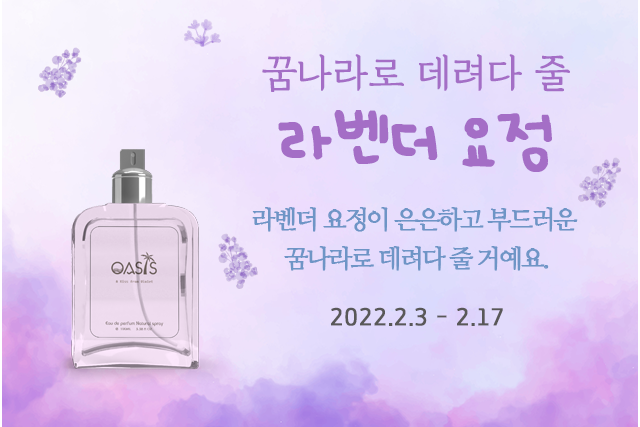 꿈나라로 데려다 줄
라벤더 요정
라벤더 요정이 은은하고 부드러운
꿈나라로 데려다 줄 거예요.
2022.2.3 - 2.17
OASIS
Eau de parfum Natural spray